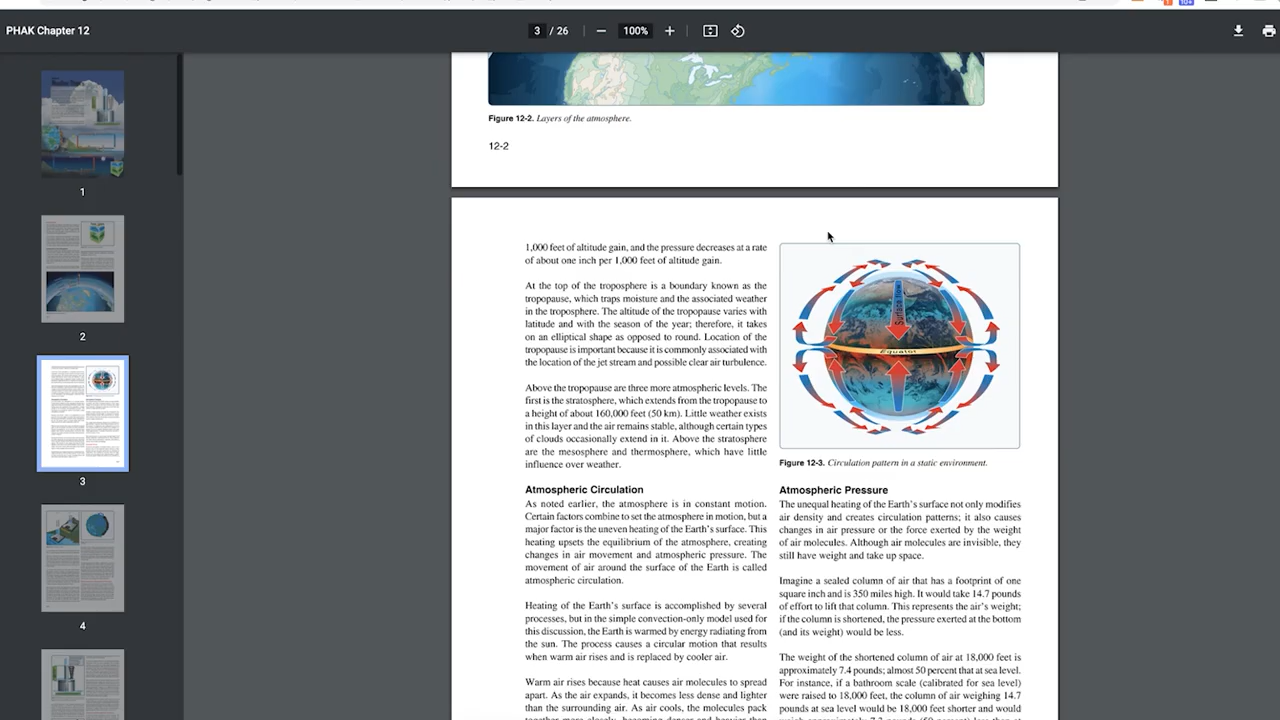 PHAK Chapter 12
3 / 26
100%
1
2
3
4
Figure 12-2. Layers of the atmosphere.
12-2
1,000 feet of altitude gain, and the pressure decreases at a rate
of about one inch per 1,000 feet of altitude gain.
At the top of the troposphere is a boundary known as the
tropopause, which traps moisture and the associated weather
in the troposphere. The altitude of the tropopause varies with
latitude and with the season of the year; therefore, it takes
on an elliptical shape as opposed to round. Location of the
tropopause is important because it is commonly associated with
the location of the jet stream and possible clear air turbulence.
Above the tropopause are three more atmospheric levels. The
first is the stratosphere, which extends from the tropopause to
a height of about 160,000 feet (50 km). Little weather exists
in this layer and the air remains stable, although certain types
of clouds occasionally extend in it. Above the stratosphere
are the mesosphere and thermosphere, which have little
influence over weather.
Atmospheric Circulation
As noted earlier, the atmosphere is in constant motion.
Certain factors combine to set the atmosphere in motion, but a
major factor is the uneven heating of the Earth's surface. This
heating upsets the equilibrium of the atmosphere, creating
changes in air movement and atmospheric pressure. The
movement of air around the surface of the Earth is called
atmospheric circulation.
Heating of the Earth's surface is accomplished by several
processes, but in the simple convection-only model used for
this discussion, the Earth is warmed by energy radiating from
the sun. The process causes a circular motion that results
when warm air rises and is replaced by cooler air.
Warm air rises because heat causes air molecules to spread
apart. As the air expands, it becomes less dense and lighter
than the surrounding air. As air cools, the molecules pack
together more closely, becoming denser and heavier than
Surface flow
Equator
Figure 12-3. Circulation pattern in a static environment.
Atmospheric Pressure
The unequal heating of the Earth's surface not only modifies
air density and creates circulation patterns; it also causes
changes in air pressure or the force exerted by the weight
of air molecules. Although air molecules are invisible, they
still have weight and take up space.
Imagine a sealed column of air that has a footprint of one
square inch and is 350 miles high. It would take 14.7 pounds
of effort to lift that column. This represents the air's weight;
if the column is shortened, the pressure exerted at the bottom
(and its weight) would be less.
The weight of the shortened column of air at 18,000 feet is
approximately 7.4 pounds; almost 50 percent that at sea level.
For instance, if a bathroom scale (calibrated for sea level)
were raised to 18,000 feet, the column of air weighing 14.7
pounds at sea level would be 18,000 feet shorter and would